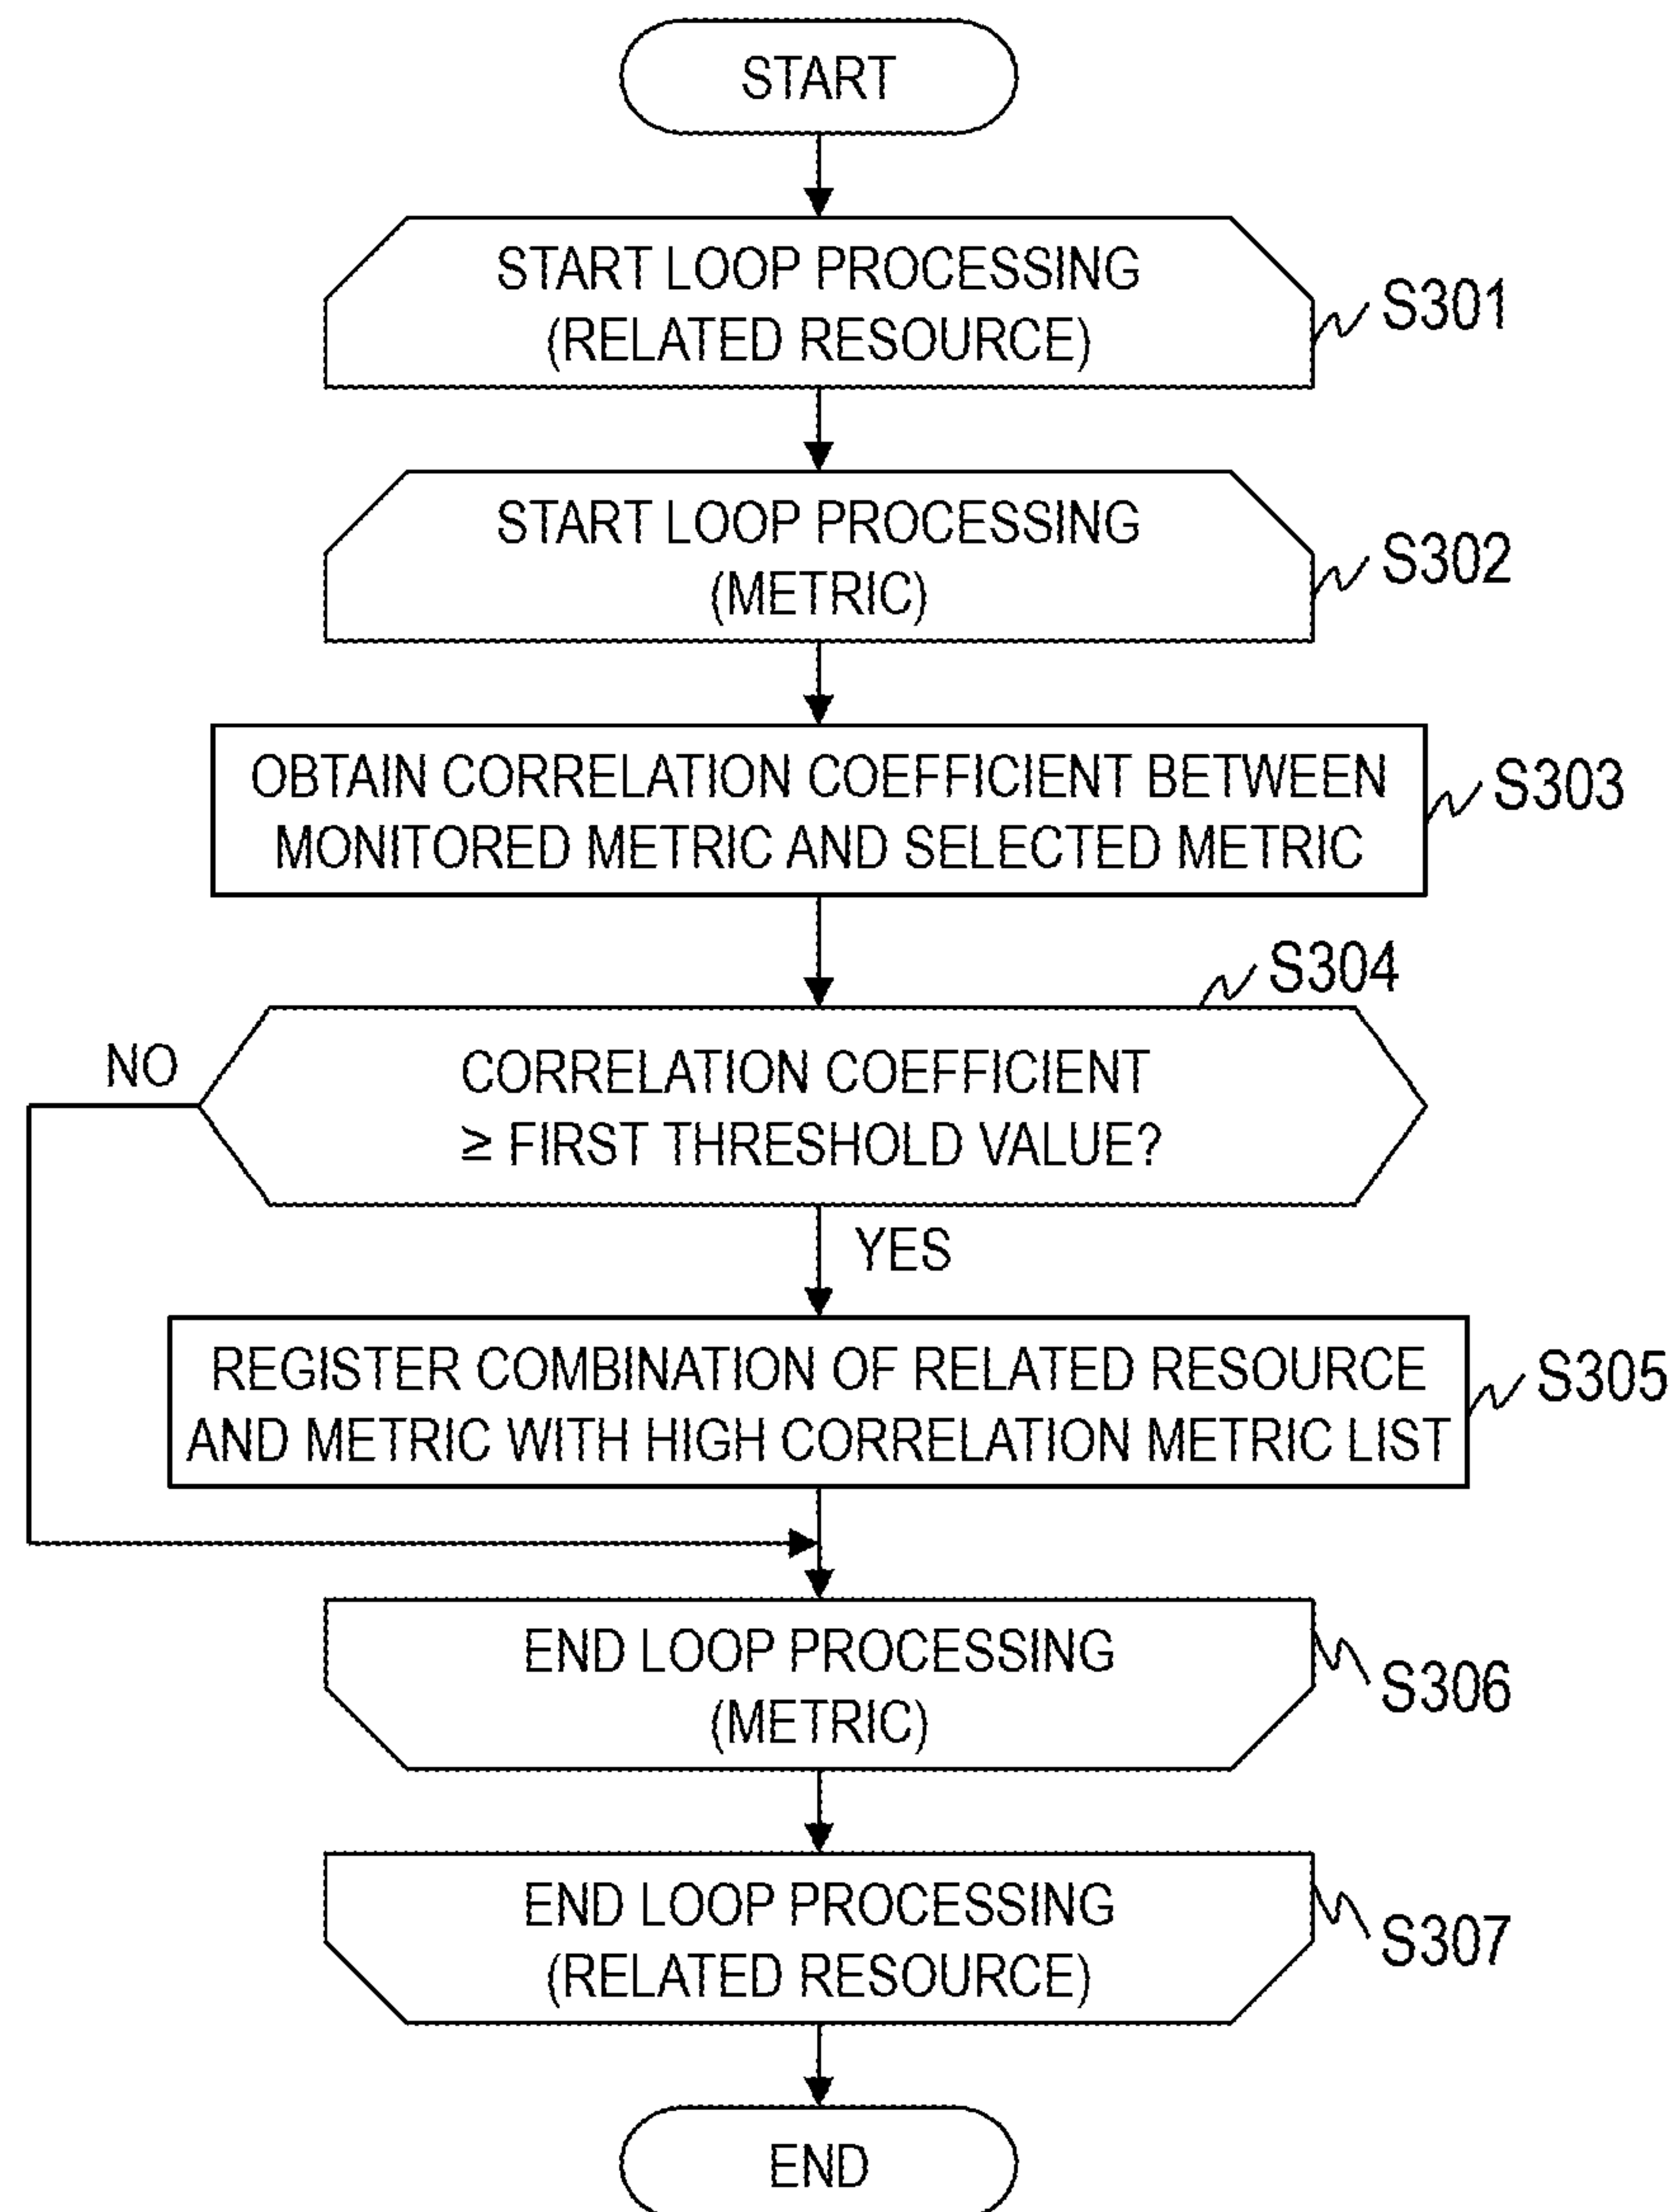 START
START LOOP PROCESSING
(RELATED RESOURCE)
S301
START LOOP PROCESSING
(METRIC)
S302
OBTAIN CORRELATION COEFFICIENT BETWEEN
MONITORED METRIC AND SELECTED METRIC
S303
S304
NO
CORRELATION COEFFICIENT
≥ FIRST THRESHOLD VALUE?
YES
REGISTER COMBINATION OF RELATED RESOURCE
AND METRIC WITH HIGH CORRELATION METRIC LIST
S305
END LOOP PROCESSING
(METRIC)
S306
END LOOP PROCESSING
(RELATED RESOURCE)
S307
END